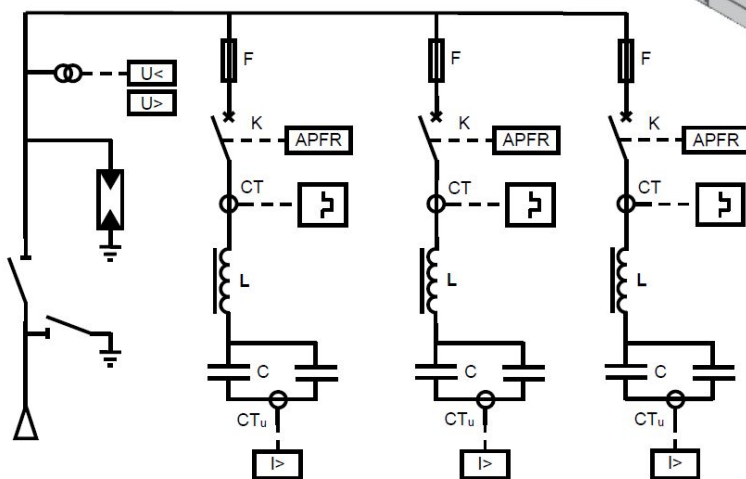 F F F
U<
U>
K K K
APFR APFR APFR
CT CT CT
L L L
C C C
CTu CTu CTu
I> I> I>